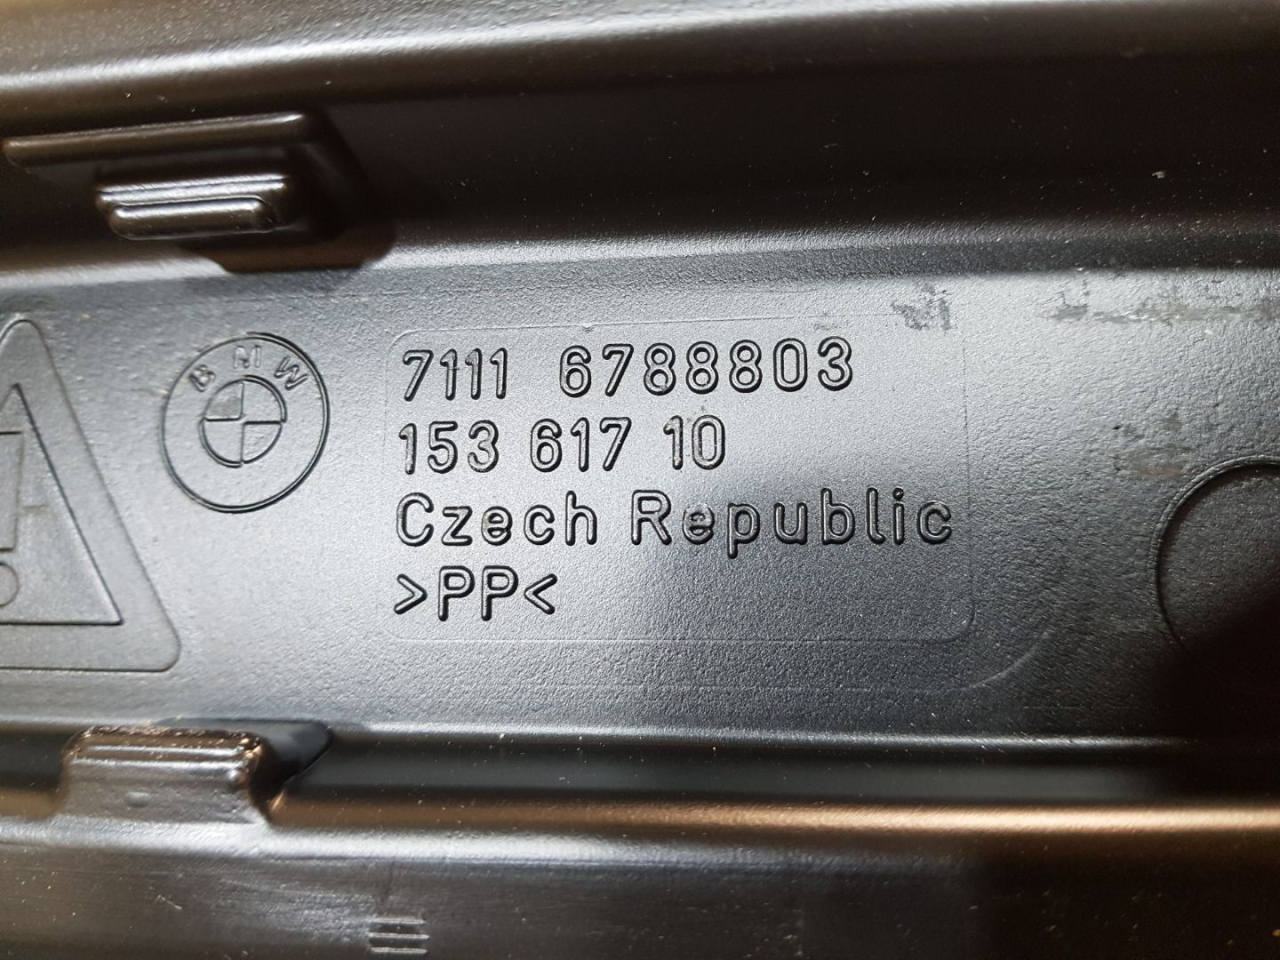 BMW
7111 6788803
153 617 10
Czech Republic
>PP<